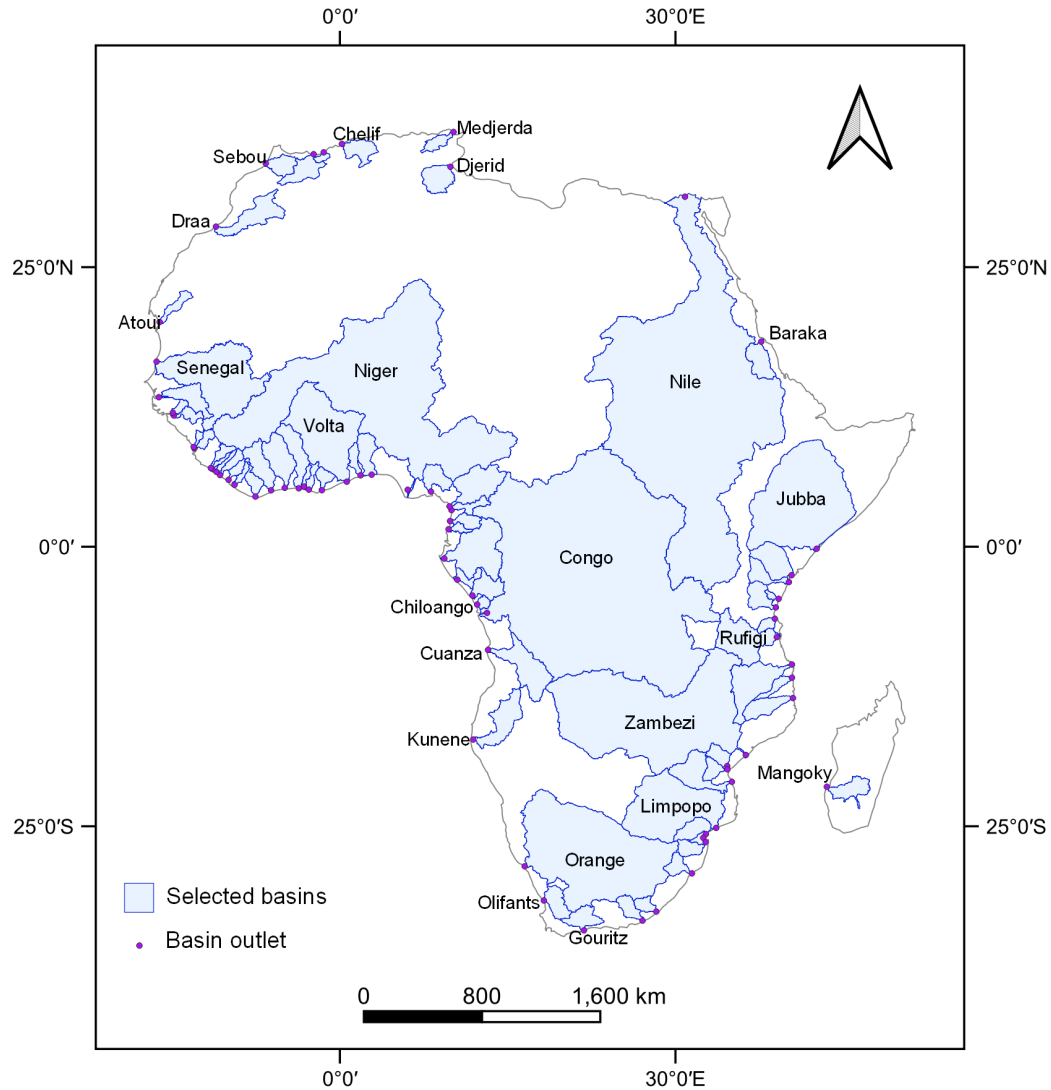 0°0′
30°0′E
Chelif
Medjerda
Sebou
Djerid
Draa
25°0′N
25°0′N
Atoui
Baraka
Senegal
Niger
Nile
Volta
Jubba
0°0′
0°0′
Congo
Chiloango
Rufigi
Cuanza
Zambezi
Kunene
Mangoky
Limpopo
25°0′S
25°0′S
Orange
Selected basins
Olifants
Basin outlet
Gouritz
0 800 1,600 km
0°0′
30°0′E